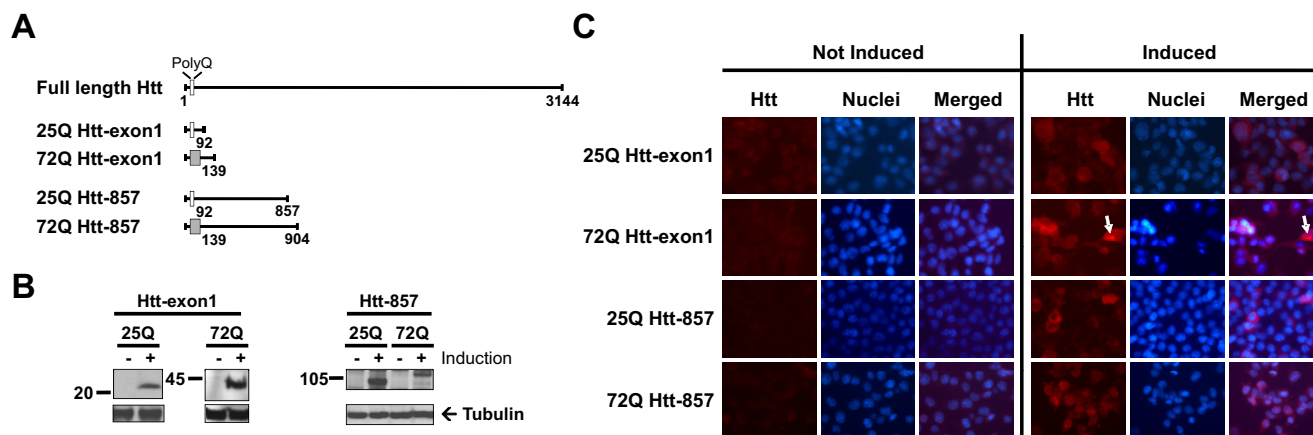 A
PolyQ
Full length Htt
1
3144
25Q Htt-exon1
92
72Q Htt-exon1
139
25Q Htt-857
92
857
72Q Htt-857
139
904
B
Htt-exon1
Htt-857
25Q
72Q
25Q 72Q
- +
- +
- + - +
Induction
20
45
105
← Tubulin
C
Not Induced
Induced
Htt
Nuclei
Merged
Htt
Nuclei
Merged
25Q Htt-exon1
72Q Htt-exon1
25Q Htt-857
72Q Htt-857